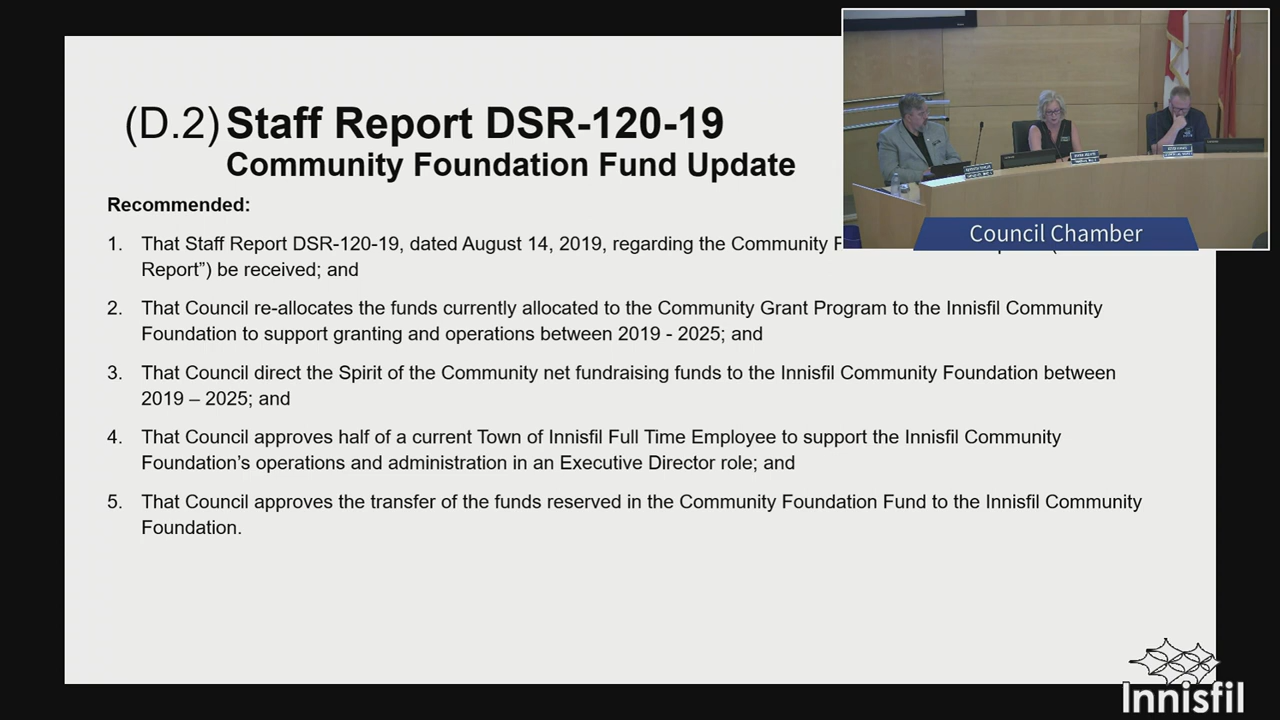 (D.2) Staff Report DSR-120-19
Community Foundation Fund Update
Recommended:
1. That Staff Report DSR-120-19, dated August 14, 2019, regarding the Community
Report”) be received; and
2. That Council re-allocates the funds currently allocated to the Community Grant Program to the Innisfil Community
Foundation to support granting and operations between 2019 - 2025; and
3. That Council direct the Spirit of the Community net fundraising funds to the Innisfil Community Foundation between
2019 – 2025; and
4. That Council approves half of a current Town of Innisfil Full Time Employee to support the Innisfil Community
Foundation’s operations and administration in an Executive Director role; and
5. That Council approves the transfer of the funds reserved in the Community Foundation Fund to the Innisfil Community
Foundation.
Council Chamber
Innisfil